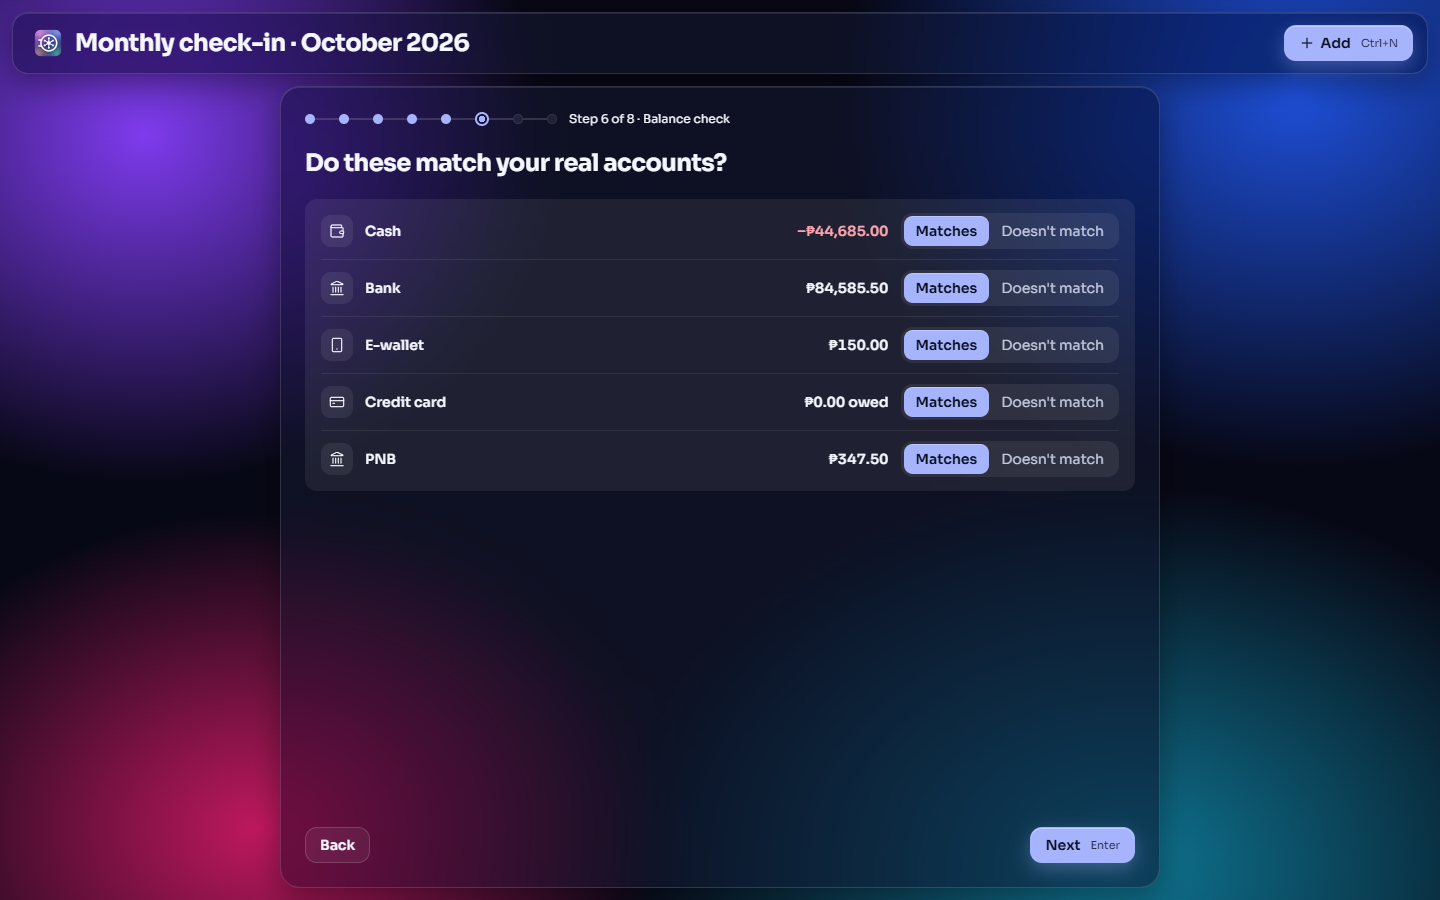 Monthly check-in · October 2026
+ Add Ctrl+N
Step 6 of 8 · Balance check
Do these match your real accounts?
Cash −₱44,685.00 Matches Doesn't match
Bank ₱84,585.50 Matches Doesn't match
E-wallet ₱150.00 Matches Doesn't match
Credit card ₱0.00 owed Matches Doesn't match
PNB ₱347.50 Matches Doesn't match
Back Next Enter